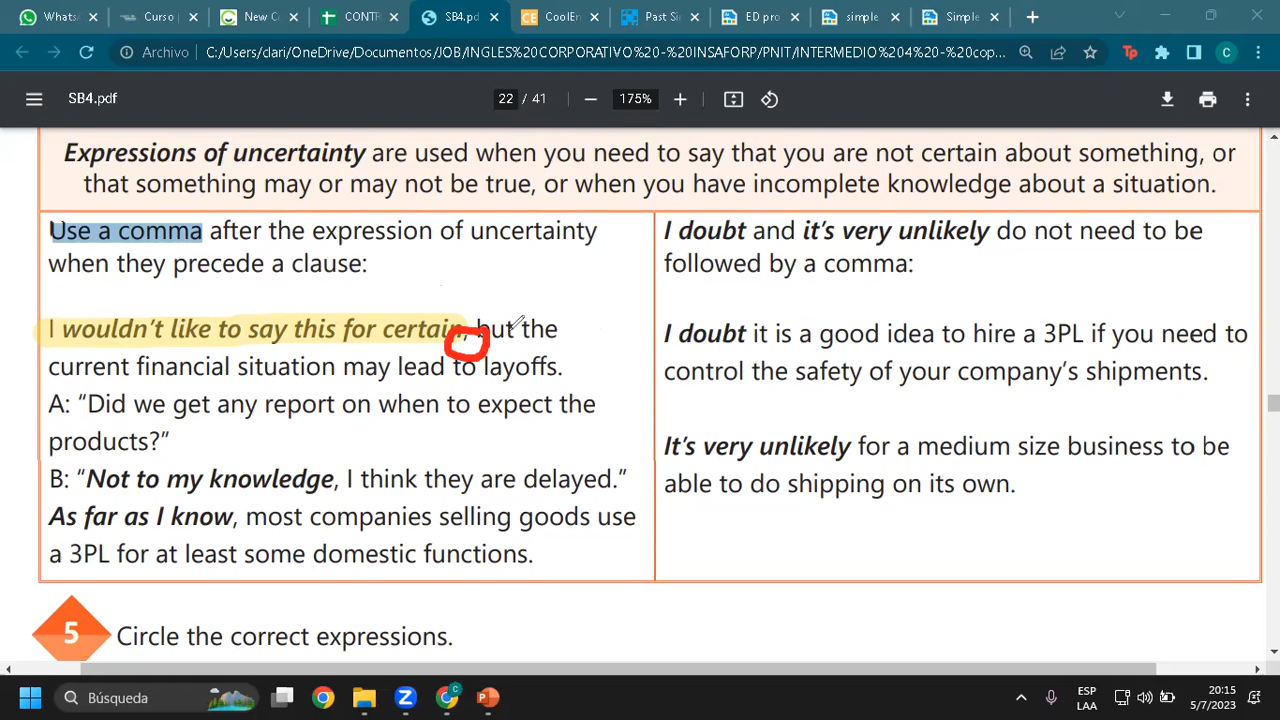 Whats
Curso
New C
CONTR
SB4.pd
CoolEn
Past Si
ED pro
simple
Simple
Archivo
C:/Users/clari/OneDrive/Documentos/JOB/INGLES%20CORPORATIVO%20-%20INSAFORP/PNIT/INTERMEDIO%204%20-%20cop...
C
SB4.pdf
22 / 41
175%
Expressions of uncertainty are used when you need to say that you are not certain about something, or
that something may or may not be true, or when you have incomplete knowledge about a situation.
Use a comma after the expression of uncertainty
when they precede a clause:
I wouldn't like to say this for certain, but the
current financial situation may lead to layoffs.
A: "Did we get any report on when to expect the
products?"
B: "Not to my knowledge, I think they are delayed."
As far as I know, most companies selling goods use
a 3PL for at least some domestic functions.
I doubt and it's very unlikely do not need to be
followed by a comma:
I doubt it is a good idea to hire a 3PL if you need to
control the safety of your company's shipments.
It's very unlikely for a medium size business to be
able to do shipping on its own.
5
Circle the correct expressions.
Búsqueda
ESP
LAA
20:15
5/7/2023